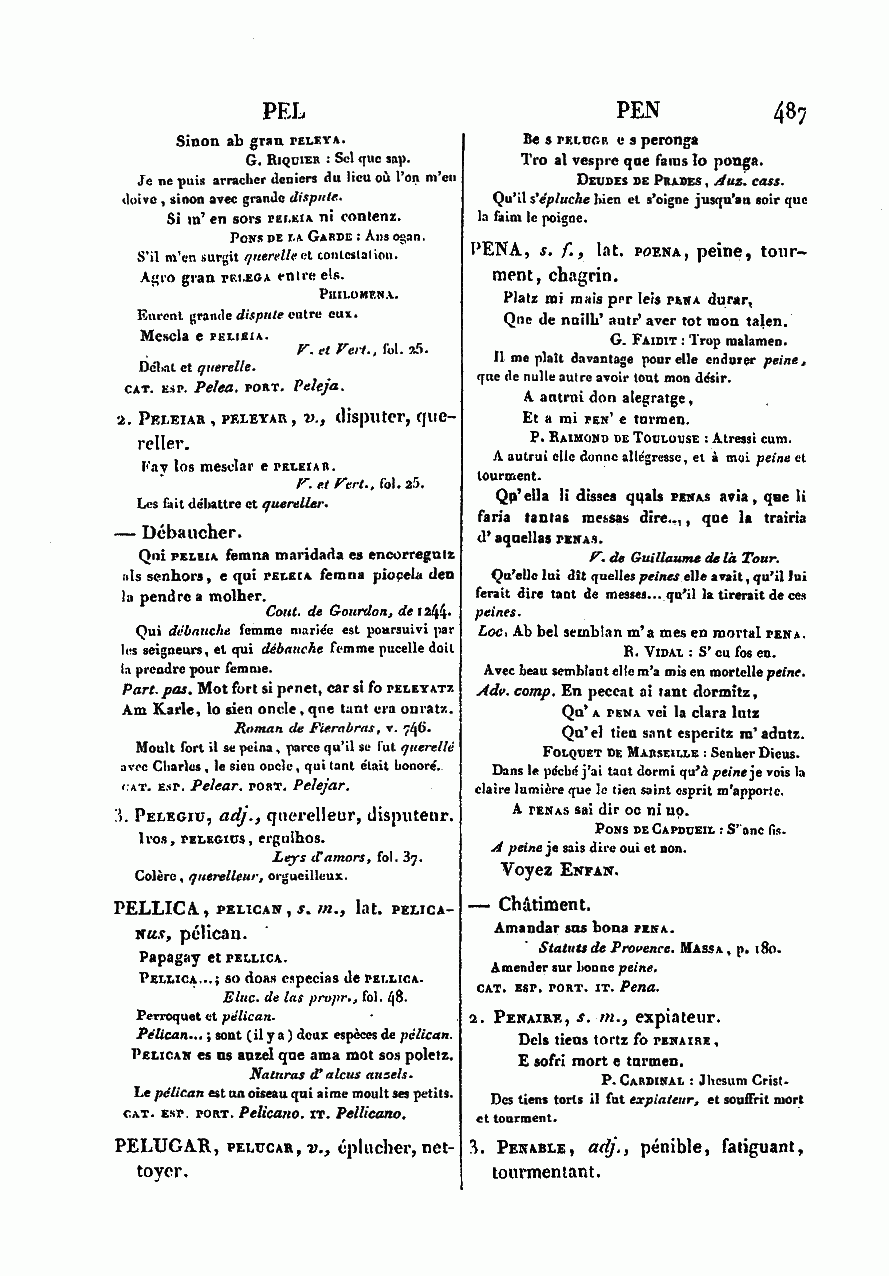 PEL
PEN
487
Sinon ab gran PELEYA.
G. RIQUIER : Sel que sap.
Je ne puis arracher deniers du lieu où l'on m'en
doive, sinon avec grande dispute.
Si m'en sors PELEIA ni contenz.
PONS DE LA GARDE : Ans ogan.
S'il m'en surgit querelle et contestation.
Agro gran PELEGA entre els.
PHILOMENA.
Eurent grande dispute entre eux.
Mescla e PELIEIA.
V. et Vert., fol. 25.
Débat et querelle.
CAT. ESP. Pelea. PORT. Peleja.
2. PELEIAR, PELEYAR, v., disputer, que-
reller.
Fay los mesclar e PELEIAR.
V. et Vert., fol. 25.
Les fait débattre et quereller.
— Débaucher.
Qui PELEIA femna maridada es encorregutz
als senhors, e qui PELEIA femna piocela deu
la pendre a molher.
Cout. de Gourdon, de 1244.
Qui débauche femme mariée est poursuivi par
les seigneurs, et qui débauche femme pucelle doit
la prendre pour femme.
Part. pas. Mot fort si penet, car si fo PELEYATZ
Am Karle, lo sien oncle, que tant era onratz.
Roman de Fierabras, v. 746.
Moult fort il se peina, parce qu'il se fut querellé
avec Charles, le sien oncle, qui tant était honoré.
CAT. ESP. Pelear. PORT. Pelejar.
3. PELEGIU, adj., querelleur, disputeur.
Iros, PELEGIUS, ergulhos.
Leys d'amors, fol. 37.
Colère, querelleur, orgueilleux.
PELLICA, PELICAN, s. m., lat. PELICA-
NUS, pélican.
Papagay et PELLICA.
PELLICA...; so doas especias de PELLICA.
Eluc. de las propr., fol. 48.
Perroquet et pélican.
Pélican...; sont (il y a) deux espèces de pélican.
PELICAN es us auzel que ama mot sos poletz.
Naturas d'alcus auzels.
Le pélican est un oiseau qui aime moult ses petits.
CAT. ESP. PORT. Pelicano. IT. Pellicano.
PELUGAR, PELUCAR, v., éplucher, net-
toyer.
Be s PELUGE e s peronga
Tro al vespre que fams lo ponga.
DEUDES DE PRADES, Auz. cass.
Qu'il s'épluche bien et s'oigne jusqu'au soir que
la faim le poigne.
PENA, s. f., lat. POENA, peine, tour-
ment, chagrin.
Platz mi mais per leis PENA durar,
Que de nuilh' autr' aver tot mon talen.
G. FAIDIT : Trop malamen.
Il me plaît davantage pour elle endurer peine,
que de nulle autre avoir tout mon désir.
A autrui don alegratge,
Et a mi PEN' e turmen.
P. RAIMOND DE TOULOUSE : Atressi cum.
A autrui elle donne allégresse, et à moi peine et
tourment.
Qu'ella li disses quals PENAS avia, que li
faria tantas messas dire..., que la trairia
d'aquellas PENAS.
V. de Guillaume de la Tour.
Qu'elle lui dît quelles peines elle avait, qu'il lui
ferait dire tant de messes... qu'il la tirerait de ces
peines.
Loc. Ab bel semblan m'a mes en mortal PENA.
R. VIDAL : S'eu fos en.
Avec beau semblant elle m'a mis en mortelle peine.
Adv. comp. En peccat ai tant dormitz,
Qu'A PENA vei la clara lutz
Qu'el tieu sant esperitz m'adutz.
FOLQUET DE MARSEILLE : Senher Dieus.
Dans le péché j'ai tant dormi qu'à peine je vois la
claire lumière que le tien saint esprit m'apporte.
A PENAS sai dir oc ni no.
PONS DE CAPDUEIL : S'anc fis.
A peine je sais dire oui et non.
Voyez ENFAN.
— Châtiment.
Amandar sus bona PENA.
Statuts de Provence. MASSA, p. 180.
Amender sur bonne peine.
CAT. ESP. PORT. IT. Pena.
2. PENAIRE, s. m., expiateur.
Dels tieus tortz fo PENAIRE,
E sofri mort e turmen.
P. CARDINAL : Jhesum Crist.
Des tiens torts il fut expiateur, et souffrit mort
et tourment.
3. PENABLE, adj., pénible, fatiguant,
tourmentant.